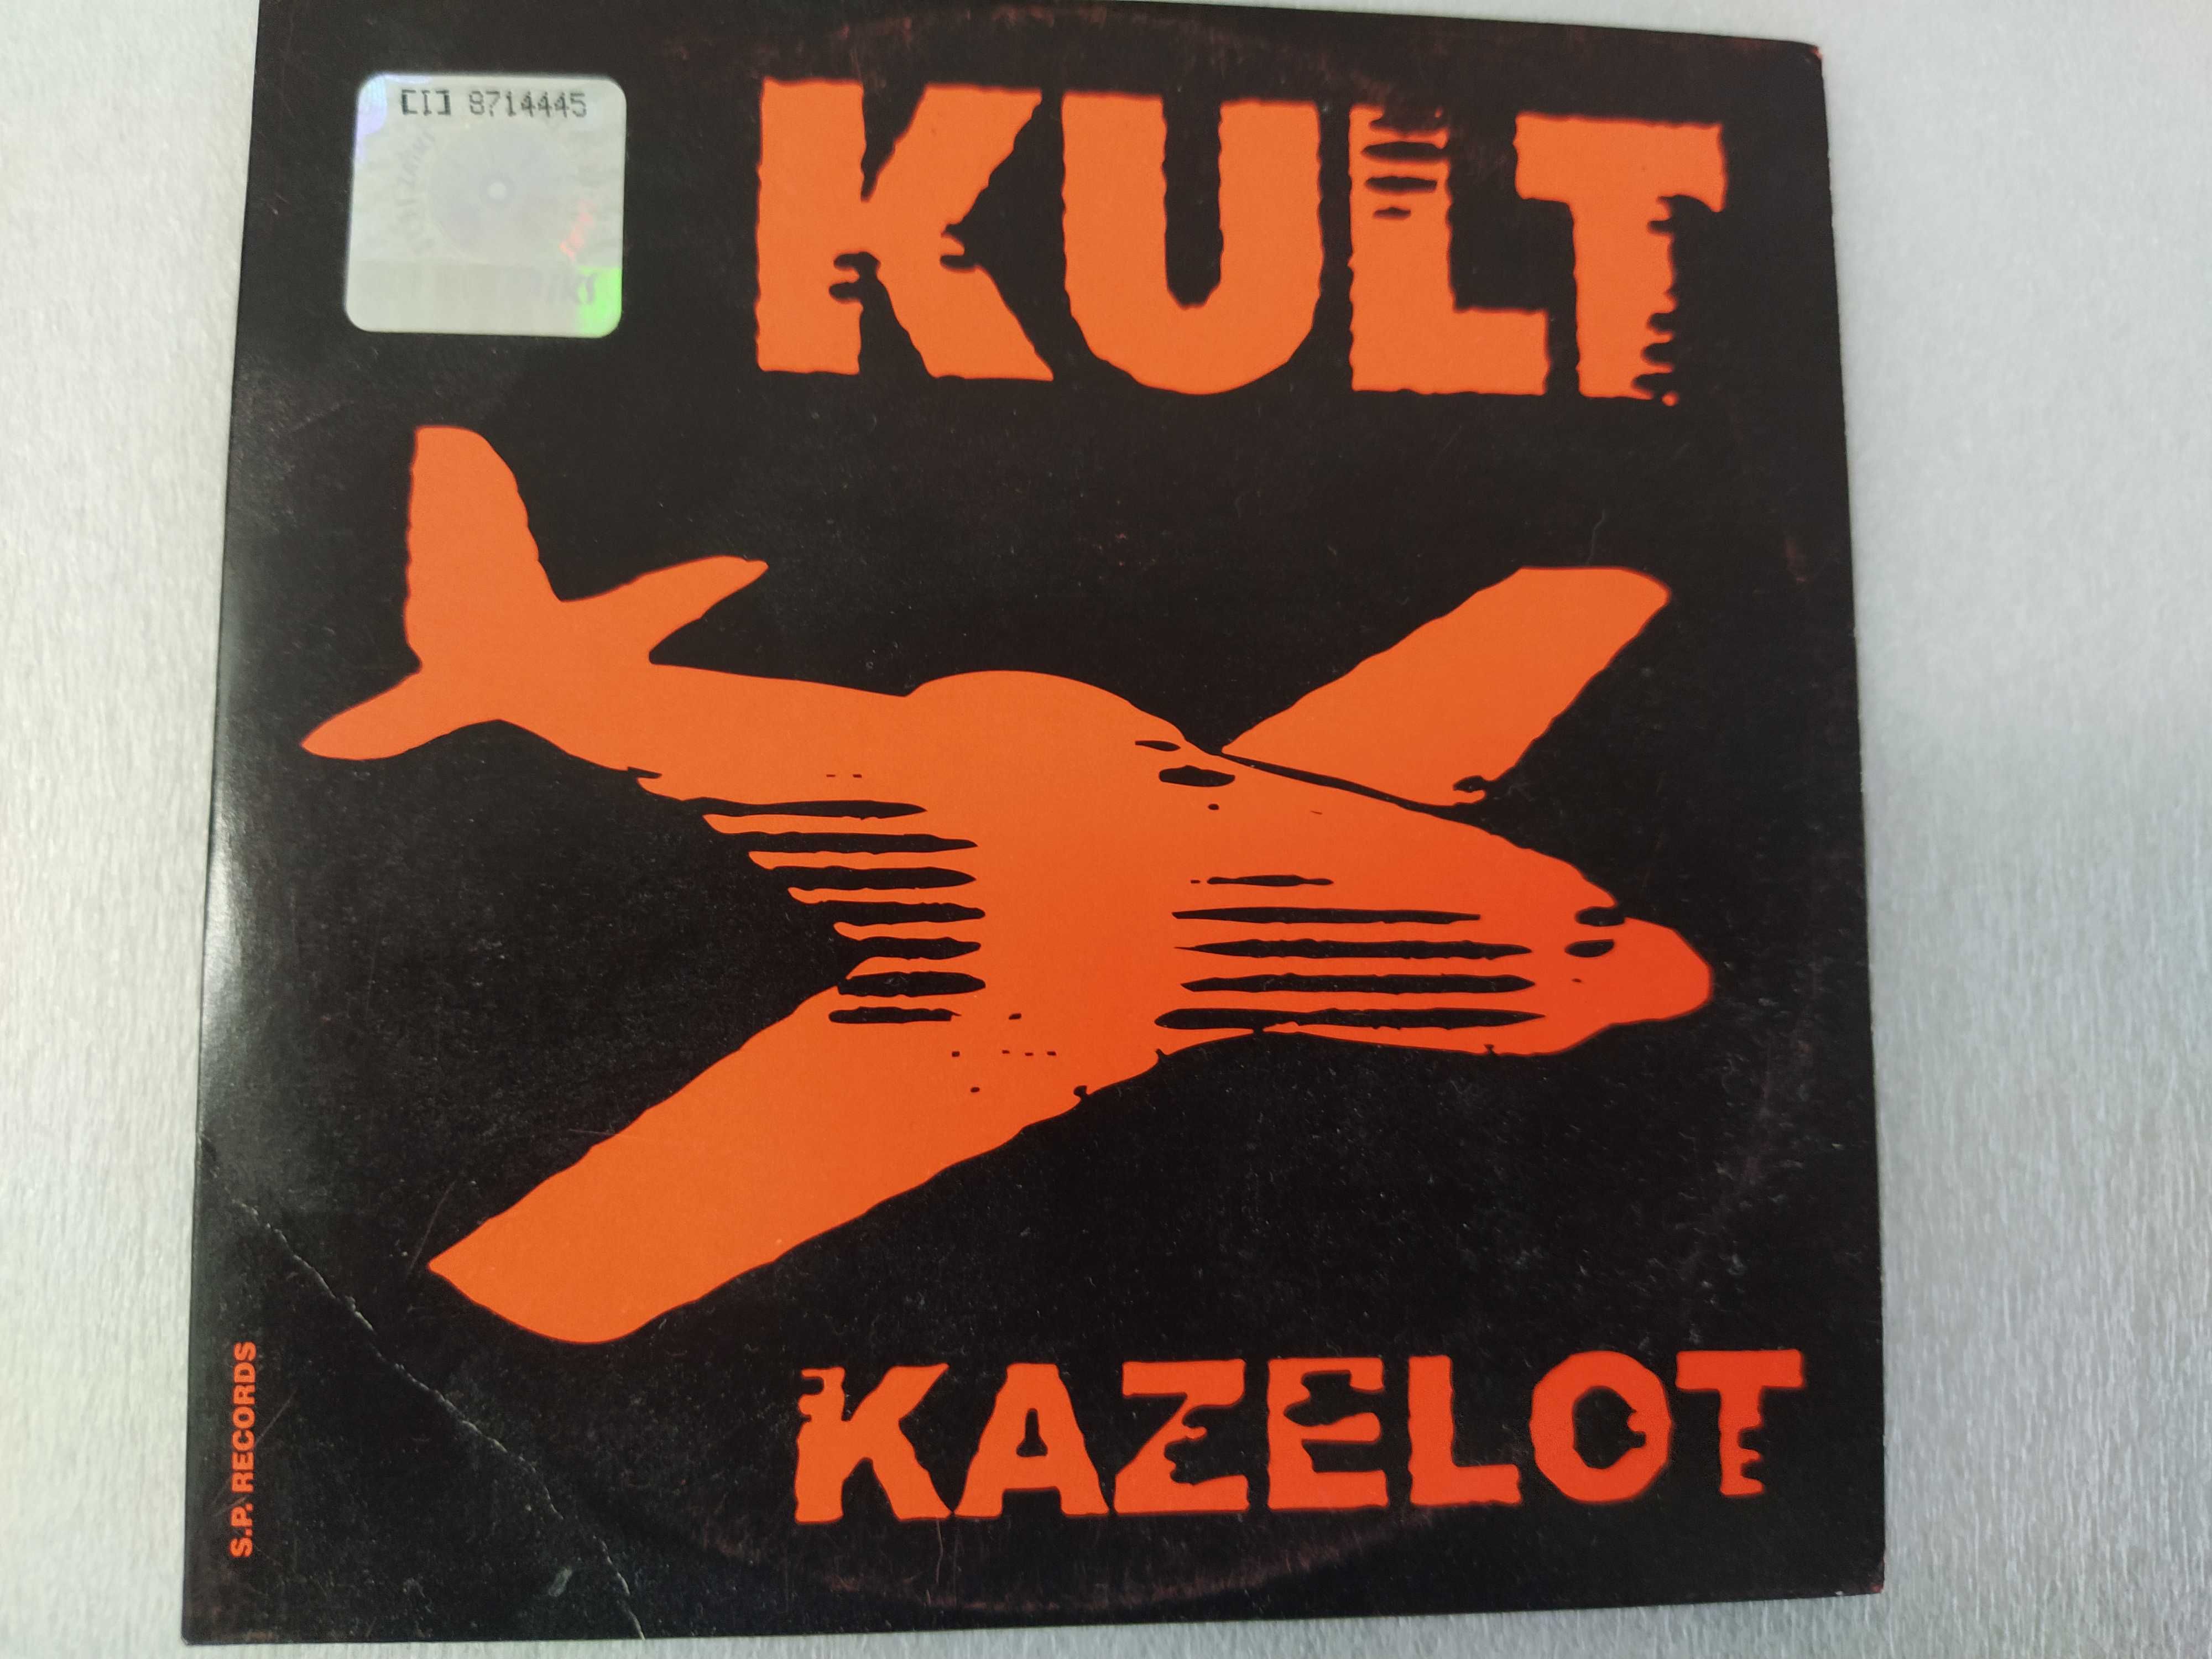 [I] 8714445
KULT
KAZELOT
S.P. RECORDS